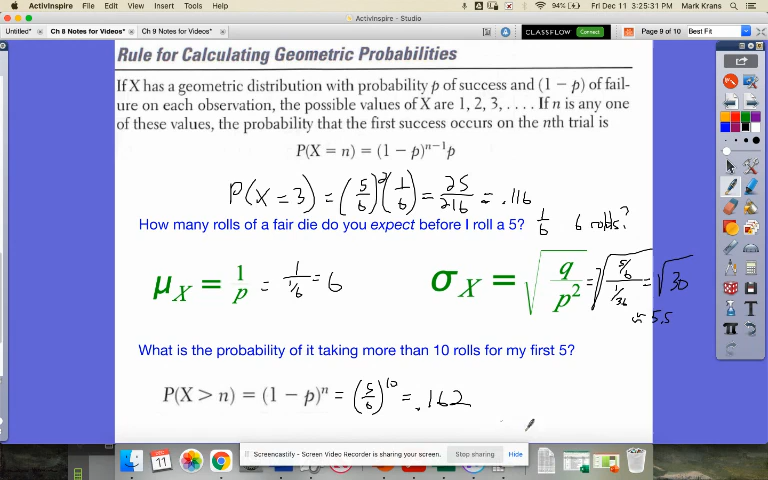 ActivInspire File Edit View Insert Tools Help 94% Fri Dec 11 3:25:31 PM Mark Krans
ActivInspire - Studio
Untitled* Ch 8 Notes for Videos* Ch 9 Notes for Videos* CLASSFLOW Connect Page 9 of 10 Best Fit
Rule for Calculating Geometric Probabilities
If X has a geometric distribution with probability p of success and (1 − p) of fail-
ure on each observation, the possible values of X are 1, 2, 3, . . . . If n is any one
of these values, the probability that the first success occurs on the nth trial is
P(X = n) = (1 − p)ⁿ⁻¹p
P(X = 3) = (5/6)²(1/6) = 25/216 = .116
How many rolls of a fair die do you expect before I roll a 5? 1/6 6 rolls?
μ_X = 1/p = 1/(1/6) = 6 σ_X = √(q/p²) = √((5/6)/(1/36)) = √30
≈ 5.5
What is the probability of it taking more than 10 rolls for my first 5?
P(X > n) = (1 − p)ⁿ = (5/6)¹⁰ = .162
Screencastify - Screen Video Recorder is sharing your screen. Stop sharing Hide
DEC
11